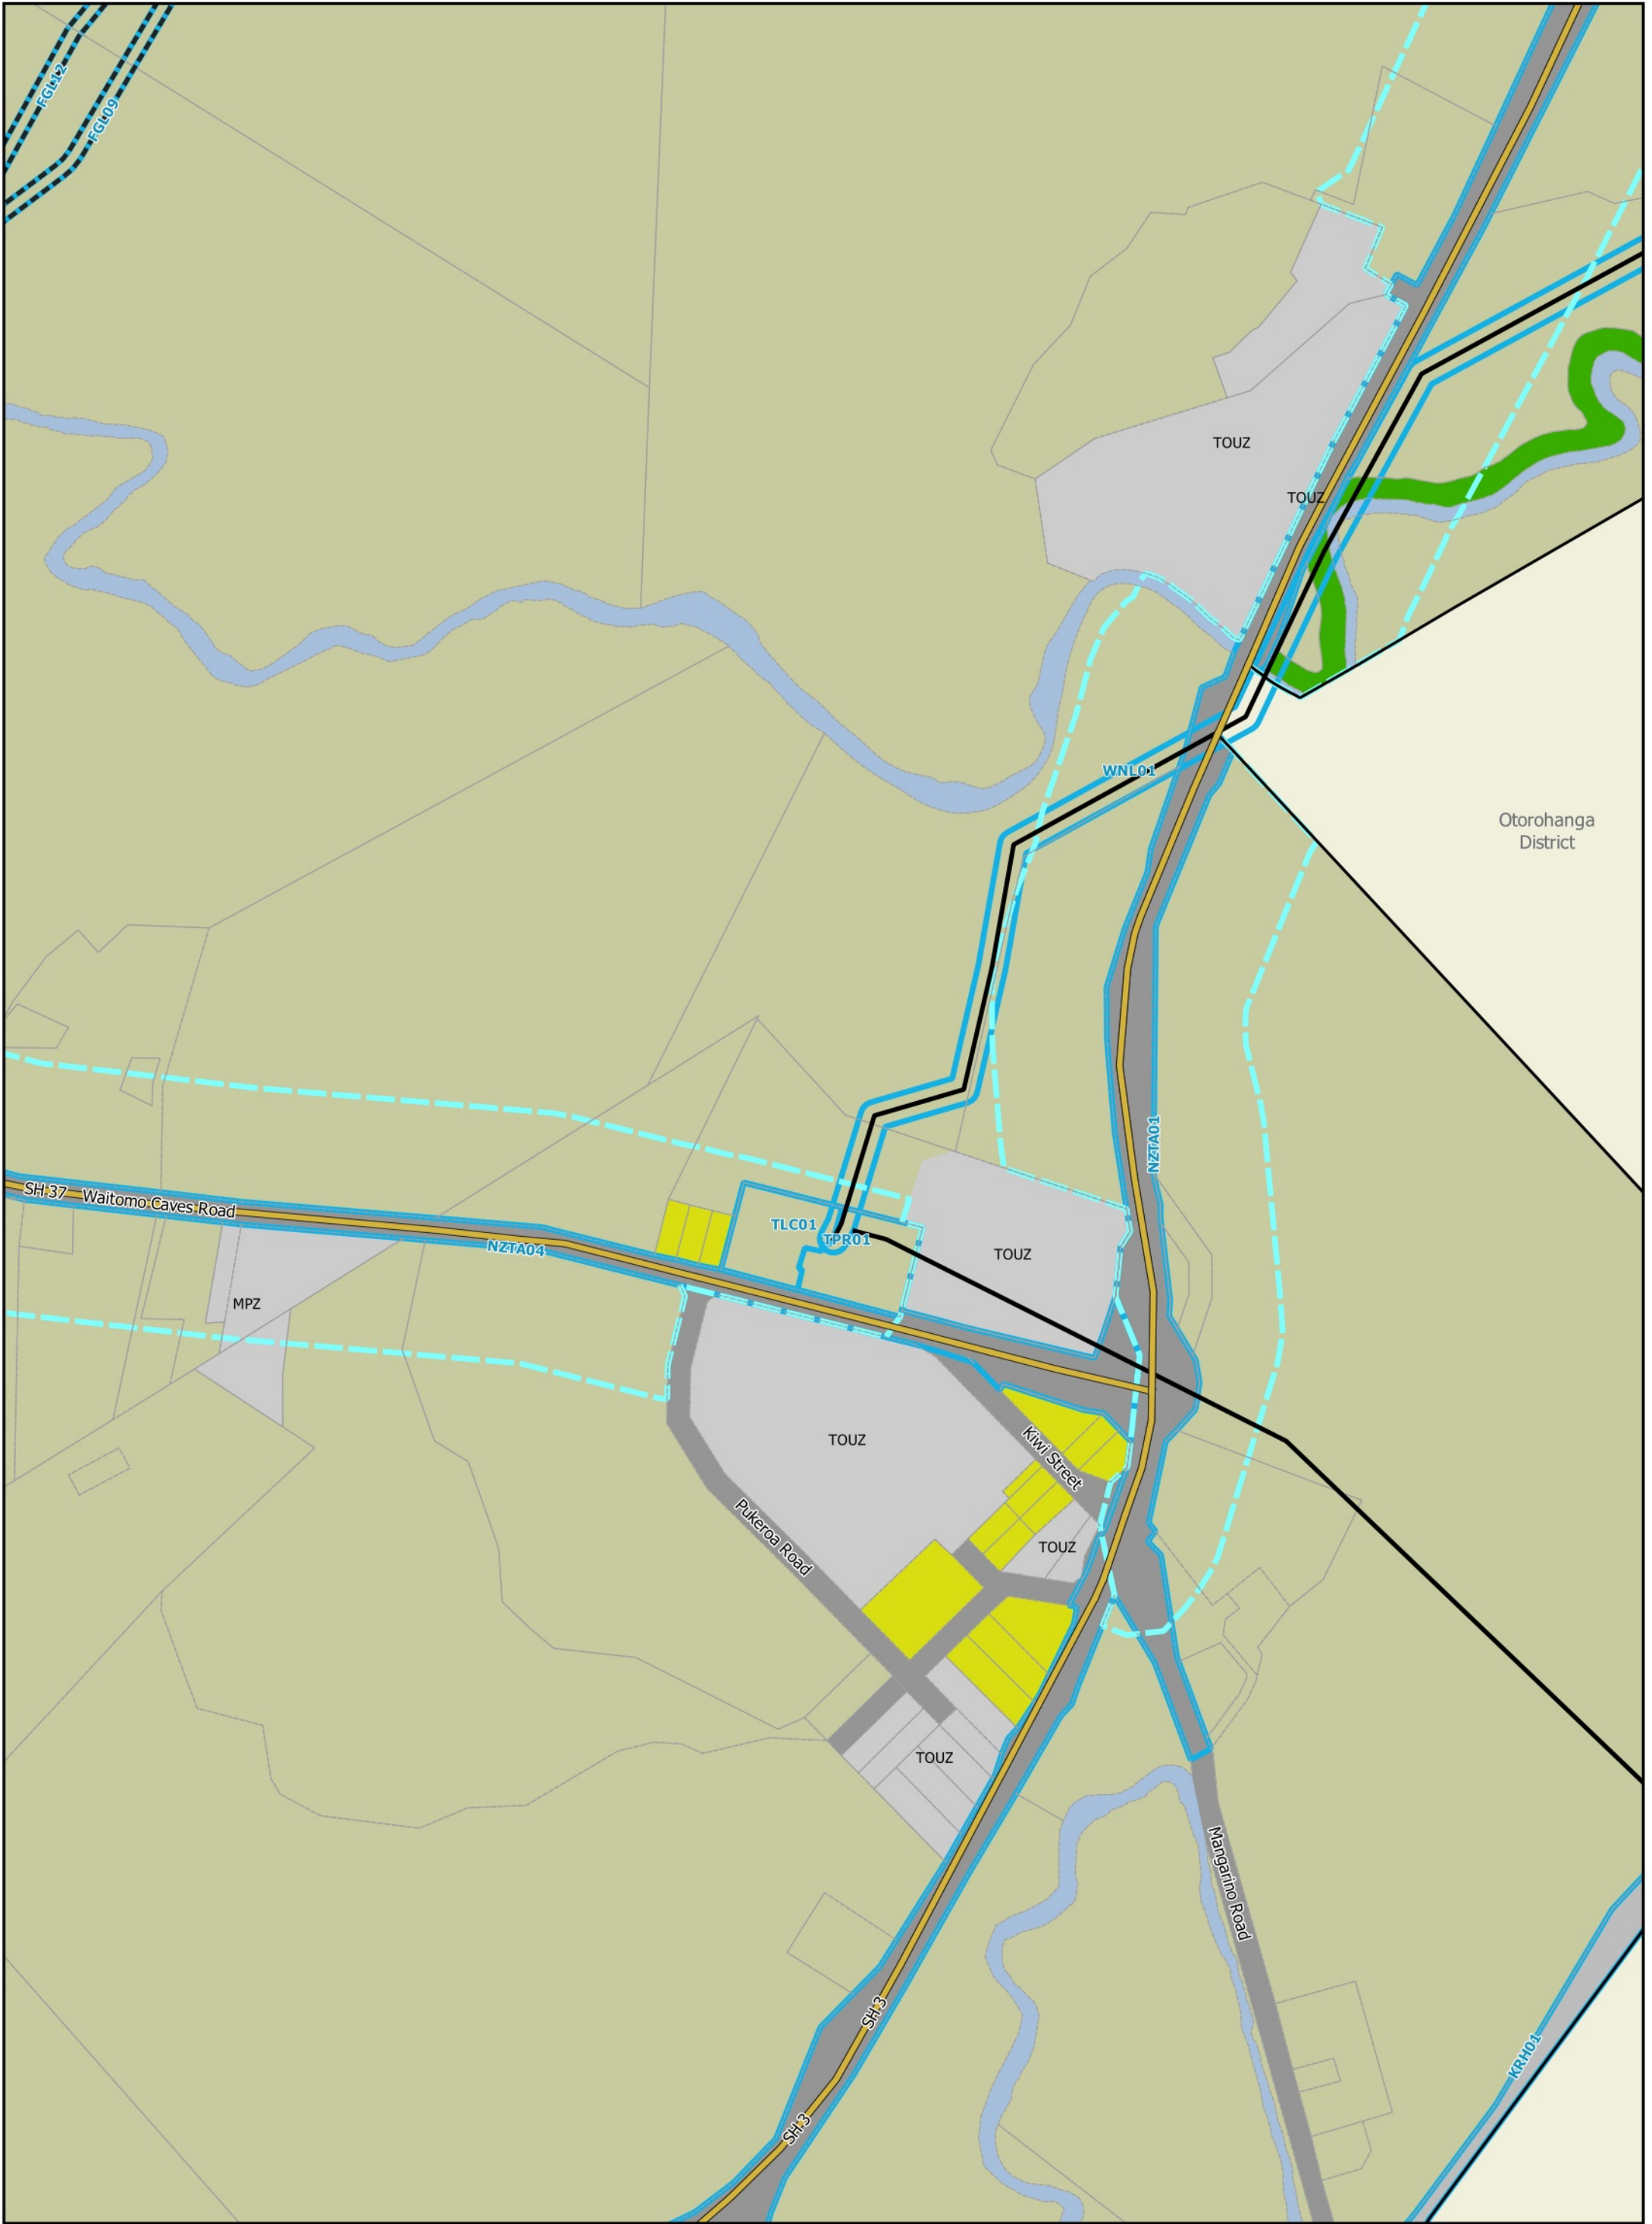 FGL12
FGL09
TOUZ
TOUZ
WNL01
Otorohanga
District
NZTA01
SH 37
Waitomo Caves Road
TLC01
TPR01
NZTA04
TOUZ
MPZ
TOUZ
Kiwi Street
Pukeroa Road
TOUZ
TOUZ
Mangarino Road
SH 3
KRH01
SH 3